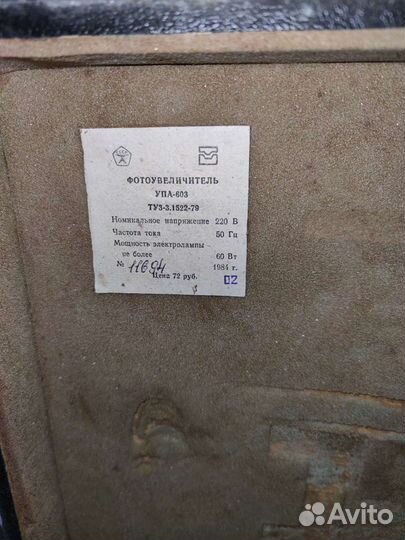 ФОТОУВЕЛИЧИТЕЛЬ
УПА-603
ТУ3-3.1522-79
Номинальное напряжение 220 В
Частота тока 50 Гц
Мощность электролампы
не более 60 Вт
№ 11694 1984 г.
Цена 72 руб.
02
Avito